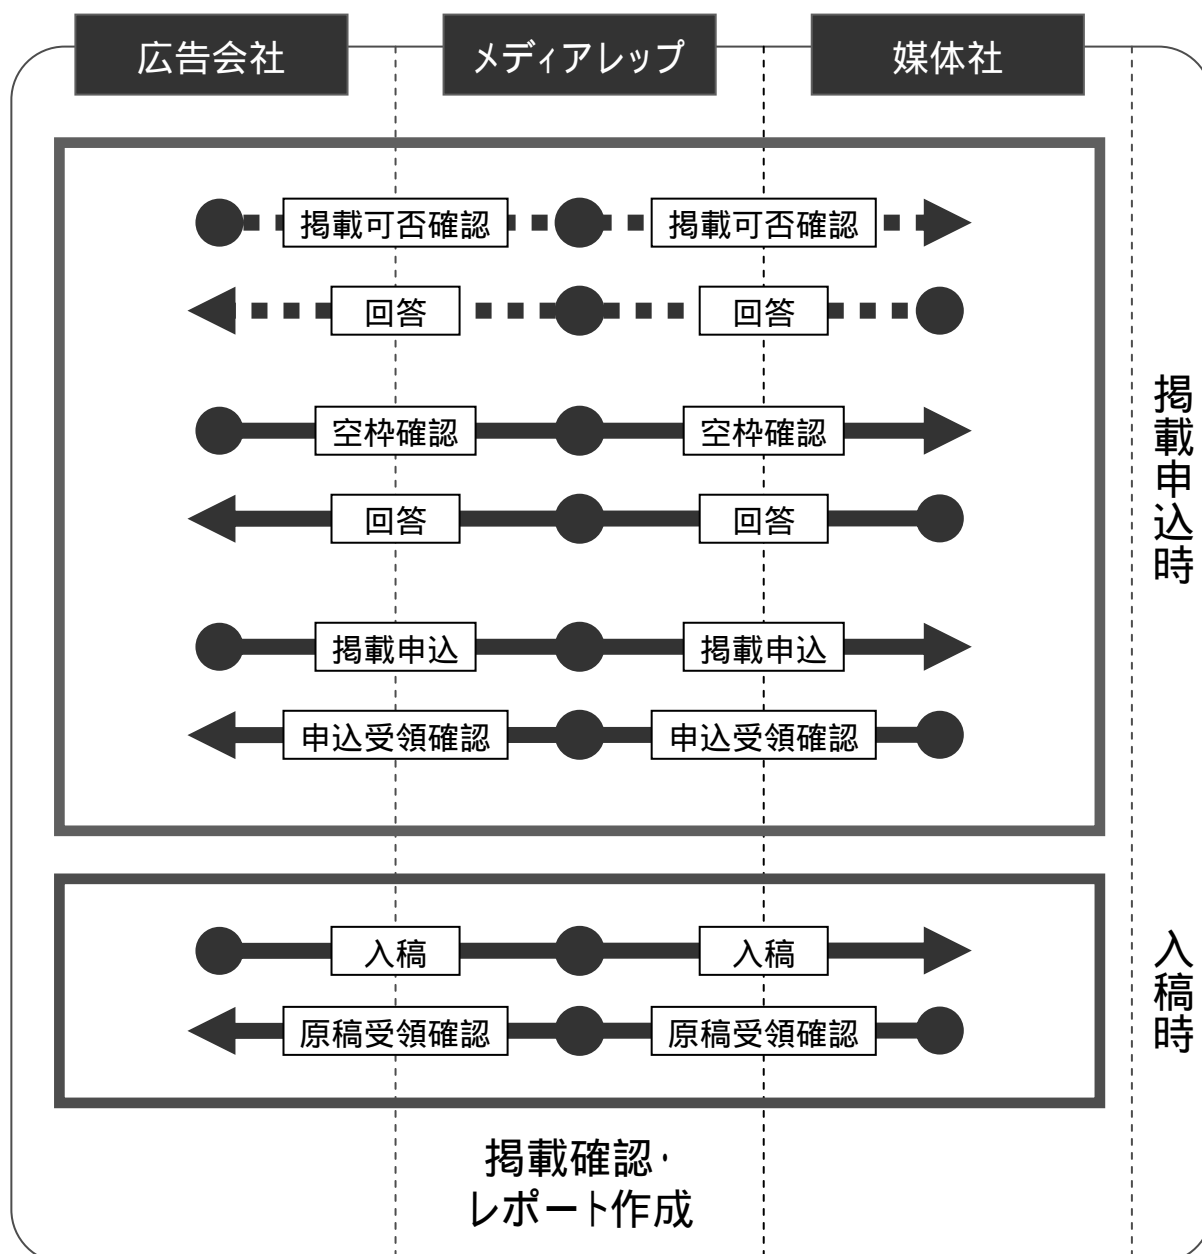 広告会社
メディアレップ
媒体社
掲載可否確認
掲載可否確認
回答
回答
空枠確認
空枠確認
回答
回答
掲載申込
掲載申込
申込受領確認
申込受領確認
掲載申込時
入稿
入稿
原稿受領確認
原稿受領確認
入稿時
掲載確認・
レポート作成